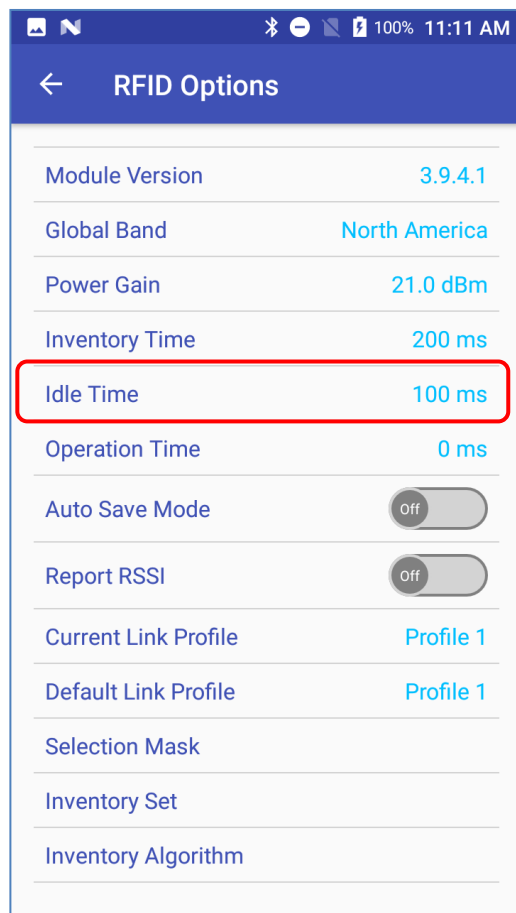 100% 11:11 AM
RFID Options
Module Version 3.9.4.1
Global Band North America
Power Gain 21.0 dBm
Inventory Time 200 ms
Idle Time 100 ms
Operation Time 0 ms
Auto Save Mode Off
Report RSSI Off
Current Link Profile Profile 1
Default Link Profile Profile 1
Selection Mask
Inventory Set
Inventory Algorithm